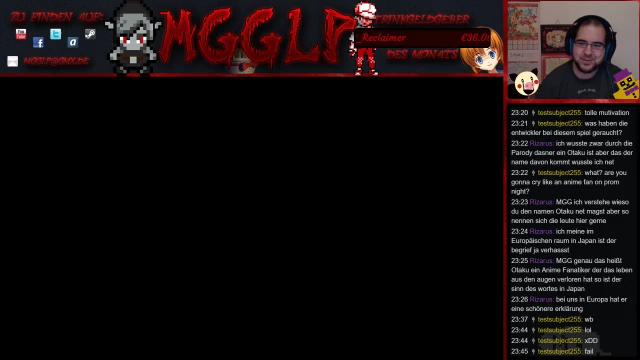 ZU FINDEN AUF:
MGGLP@GMX.DE
MGGLP
TRINKGELDGEBER
Reclaimer €36.0
DES MONATS
23:20 testsubject255: tolle mutivation
23:21 testsubject255: was haben die
entwickler bei diesem spiel geraucht?
23:22 Rizarus: ich wusste zwar durch die
Parody dasner ein Otaku ist aber das der
name davon kommt wusste ich net
23:22 testsubject255: what? are you
gonna cry like an anime fan on prom
night?
23:23 Rizarus: MGG ich verstehe wieso
du den namen Otaku net magst aber so
nennen sich die leute hier gerne
23:24 Rizarus: ich meine im
Europäischen raum in Japan ist der
begrief ja verhassst
23:25 Rizarus: MGG genau das heißt
Otaku ein Anime Fanatiker der das leben
aus den augen verloren hat so ist der
sinn des wortes in Japan
23:26 Rizarus: bei uns in Europa hat er
eine schönere erklärung
23:37 testsubject255: wb
23:44 testsubject255: lol
23:44 testsubject255: xDD
23:45 testsubject255: fail